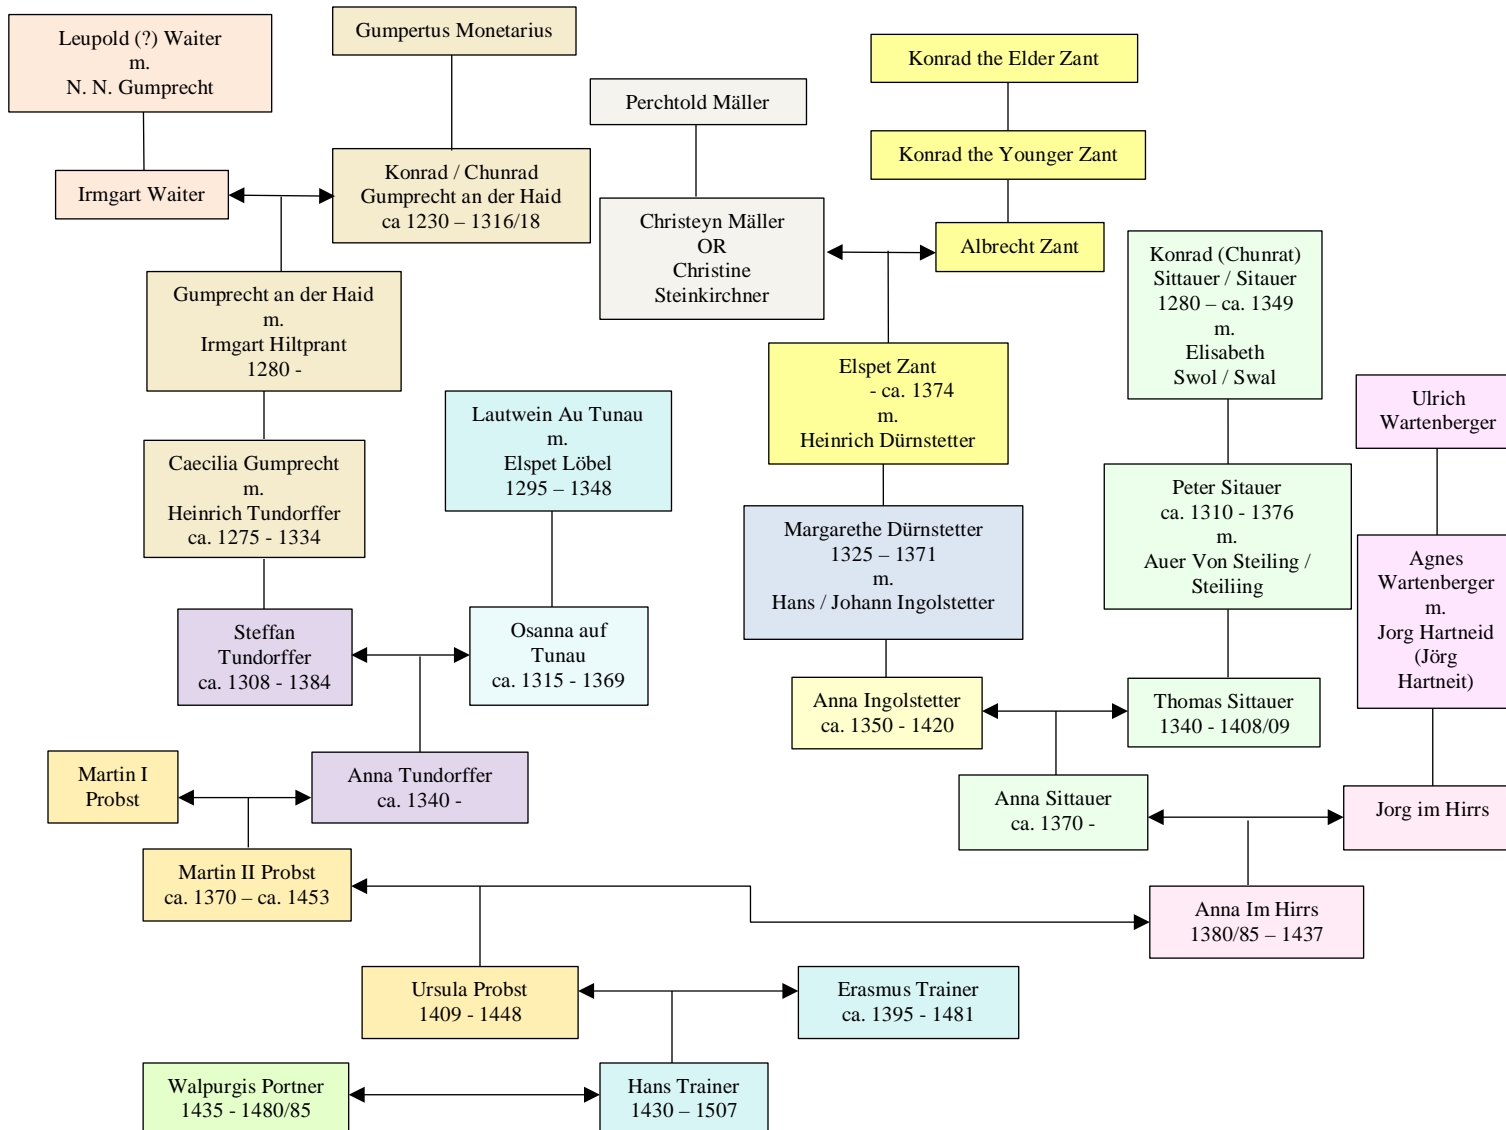 Leupold (?) Waiter
m.
N. N. Gumprecht
Gumpertus Monetarius
Konrad the Elder Zant
Perchtold Mäller
Konrad the Younger Zant
Irmgart Waiter
Konrad / Chunrad
Gumprecht an der Haid
ca 1230 – 1316/18
Christeyn Mäller
OR
Christine
Steinkirchner
Albrecht Zant
Konrad (Chunrat)
Sittauer / Sitauer
1280 – ca. 1349
m.
Elisabeth
Swol / Swal
Gumprecht an der Haid
m.
Irmgart Hiltprant
1280 -
Elspet Zant
- ca. 1374
m.
Heinrich Dürnstetter
Ulrich
Wartenberger
Lautwein Au Tunau
m.
Elspet Löbel
1295 – 1348
Caecilia Gumprecht
m.
Heinrich Tundorffer
ca. 1275 - 1334
Peter Sitauer
ca. 1310 - 1376
m.
Auer Von Steiling /
Steiliing
Margarethe Dürnstetter
1325 – 1371
m.
Hans / Johann Ingolstetter
Agnes
Wartenberger
m.
Jorg Hartneid
(Jörg
Hartneit)
Steffan
Tundorffer
ca. 1308 - 1384
Osanna auf
Tunau
ca. 1315 - 1369
Anna Ingolstetter
ca. 1350 - 1420
Thomas Sittauer
1340 - 1408/09
Martin I
Probst
Anna Tundorffer
ca. 1340 -
Anna Sittauer
ca. 1370 -
Jorg im Hirrs
Martin II Probst
ca. 1370 – ca. 1453
Anna Im Hirrs
1380/85 – 1437
Ursula Probst
1409 - 1448
Erasmus Trainer
ca. 1395 - 1481
Walpurgis Portner
1435 - 1480/85
Hans Trainer
1430 – 1507